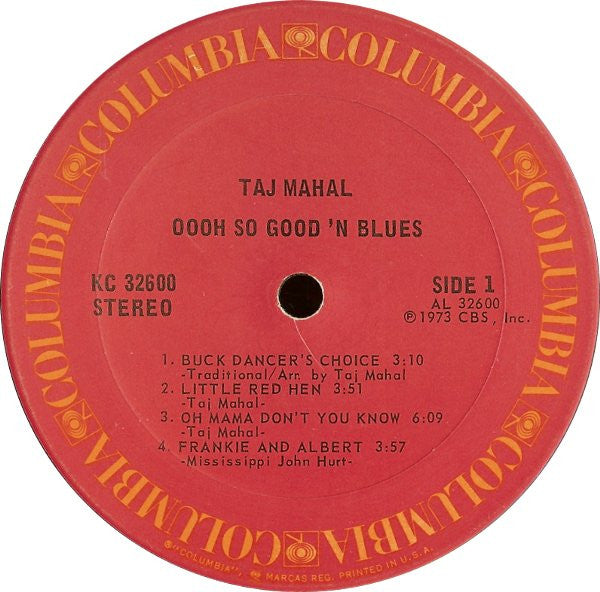 COLUMBIA COLUMBIA COLUMBIA COLUMBIA COLUMBIA COLUMBIA
TAJ MAHAL
OOOH SO GOOD 'N BLUES
KC 32600
STEREO
SIDE 1
AL 32600
Ⓟ1973 CBS, Inc.
1. BUCK DANCER'S CHOICE 3:10
-Traditional/Arr. by Taj Mahal
2. LITTLE RED HEN 3:51
-Taj Mahal-
3. OH MAMA DON'T YOU KNOW 6:09
-Taj Mahal-
4. FRANKIE AND ALBERT 3:57
-Mississippi John Hurt-
®"COLUMBIA", MARCAS REG. PRINTED IN U.S.A.